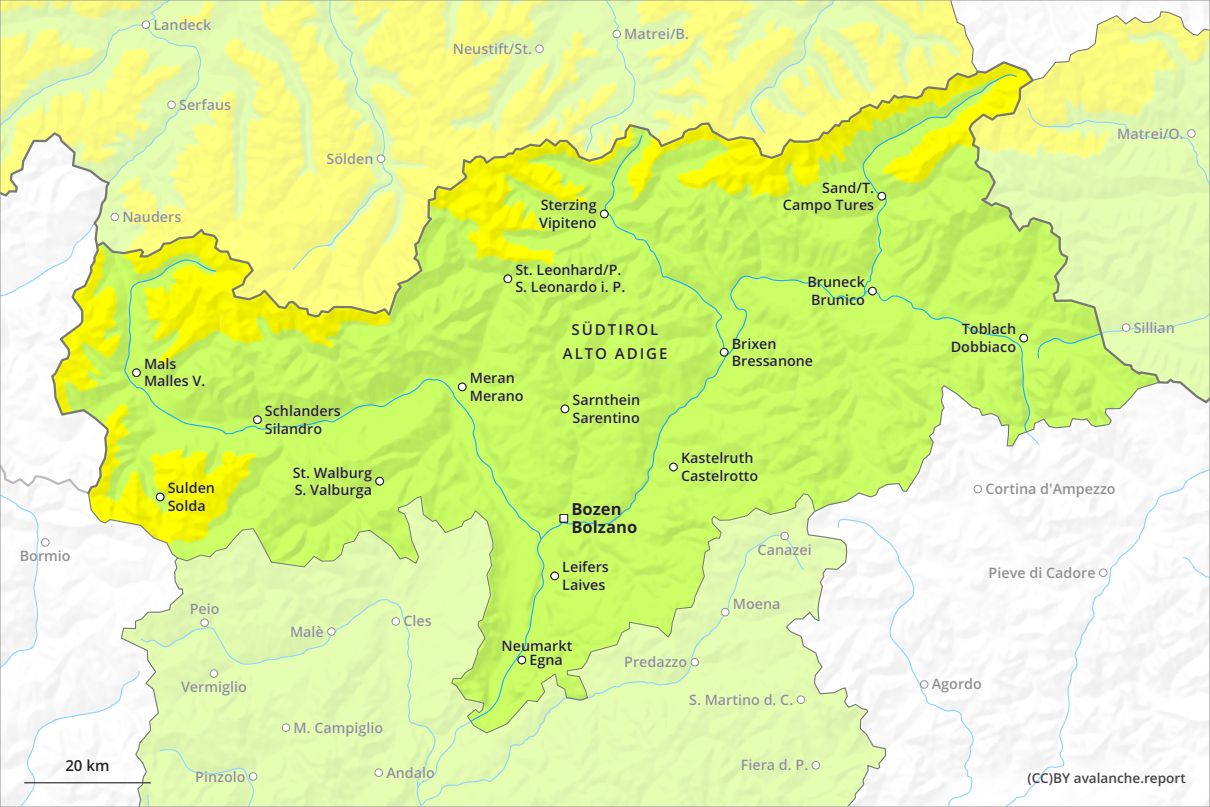 Landeck
Neustift/St.
Matrei/B.
Serfaus
Matrei/O.
Sölden
Sand/T.
Campo Tures
Nauders
Sterzing
Vipiteno
St. Leonhard/P.
S. Leonardo i. P.
Bruneck
Brunico
SÜDTIROL
ALTO ADIGE
Toblach
Dobbiaco
Sillian
Brixen
Bressanone
Mals
Malles V.
Meran
Merano
Schlanders
Silandro
Sarnthein
Sarentino
Kastelruth
Castelrotto
St. Walburg
S. Valburga
Sulden
Solda
Cortina d'Ampezzo
Bozen
Bolzano
Bormio
Canazei
Leifers
Laives
Pieve di Cadore
Peio
Moena
Malè
Cles
Neumarkt
Egna
Predazzo
Vermiglio
Agordo
S. Martino d. C.
M. Campiglio
20 km
Pinzolo
Andalo
Fiera d. P.
(CC)BY avalanche.report